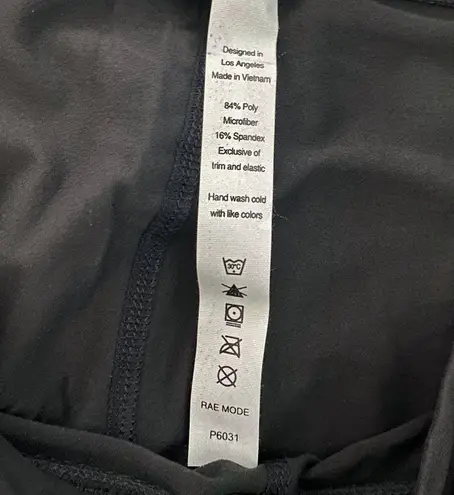 Designed in
Los Angeles
Made in Vietnam
84% Poly
Microfiber
16% Spandex
Exclusive of
trim and elastic
Hand wash cold
with like colors
30°C
RAE MODE
P6031